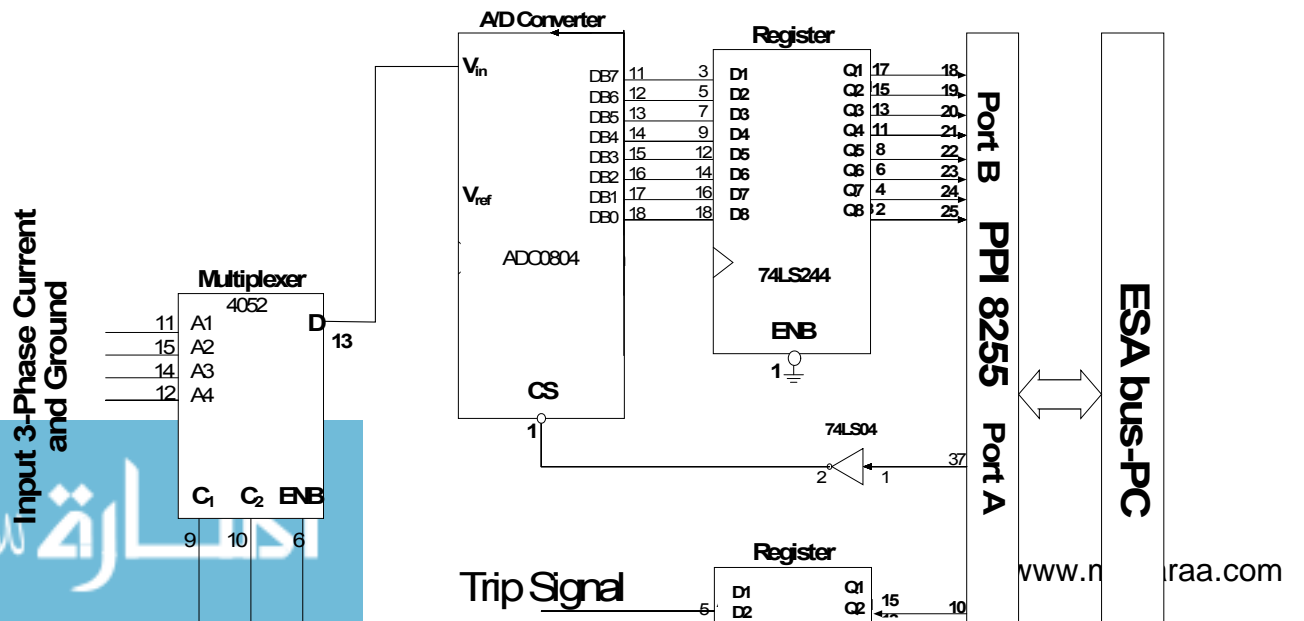 A/D Converter
Register
V_in
DB7 11 3 D1 Q1 17 18
DB6 12 5 D2 Q2 15 19
DB5 13 7 D3 Q3 13 20
DB4 14 9 D4 Q4 11 21
DB3 15 12 D5 Q5 8 22
DB2 16 14 D6 Q6 6 23
V_ref DB1 17 16 D7 Q7 4 24
DB0 18 18 D8 Q8 2 25
ADC0804
74LS244
ENB
1
CS
1
74LS04
2 1 37
Port B
PPI 8255
Port A
ESA bus-PC
Input 3-Phase Current
and Ground
Multiplexer
4052
11 A1 D 13
15 A2
14 A3
12 A4
C1 C2 ENB
9 10 6
Register
Trip Signal
D1 Q1
5 D2 Q2 15 10